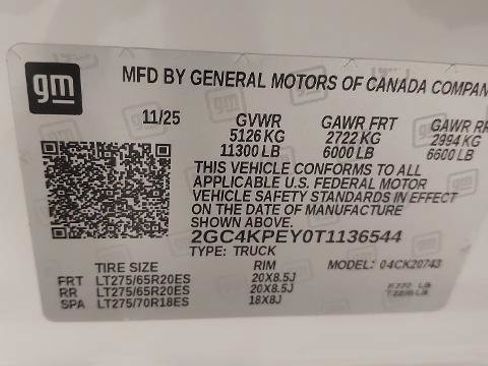 gm
MFD BY GENERAL MOTORS OF CANADA COMPAN
11/25 GVWR GAWR FRT GAWR RR
5126 KG 2722 KG 2994 KG
11300 LB 6000 LB 6600 LB
THIS VEHICLE CONFORMS TO ALL
APPLICABLE U.S. FEDERAL MOTOR
VEHICLE SAFETY STANDARDS IN EFFECT
ON THE DATE OF MANUFACTURE
SHOWN ABOVE.
2GC4KPEY0T1136544
TYPE: TRUCK
TIRE SIZE RIM MODEL: 04CK20743
FRT LT275/65R20ES 20X8.5J
RR LT275/65R20ES 20X8.5J
SPA LT275/70R18ES 18X8J